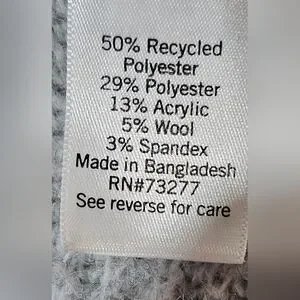 50% Recycled
Polyester
29% Polyester
13% Acrylic
5% Wool
3% Spandex
Made in Bangladesh
RN#73277
See reverse for care